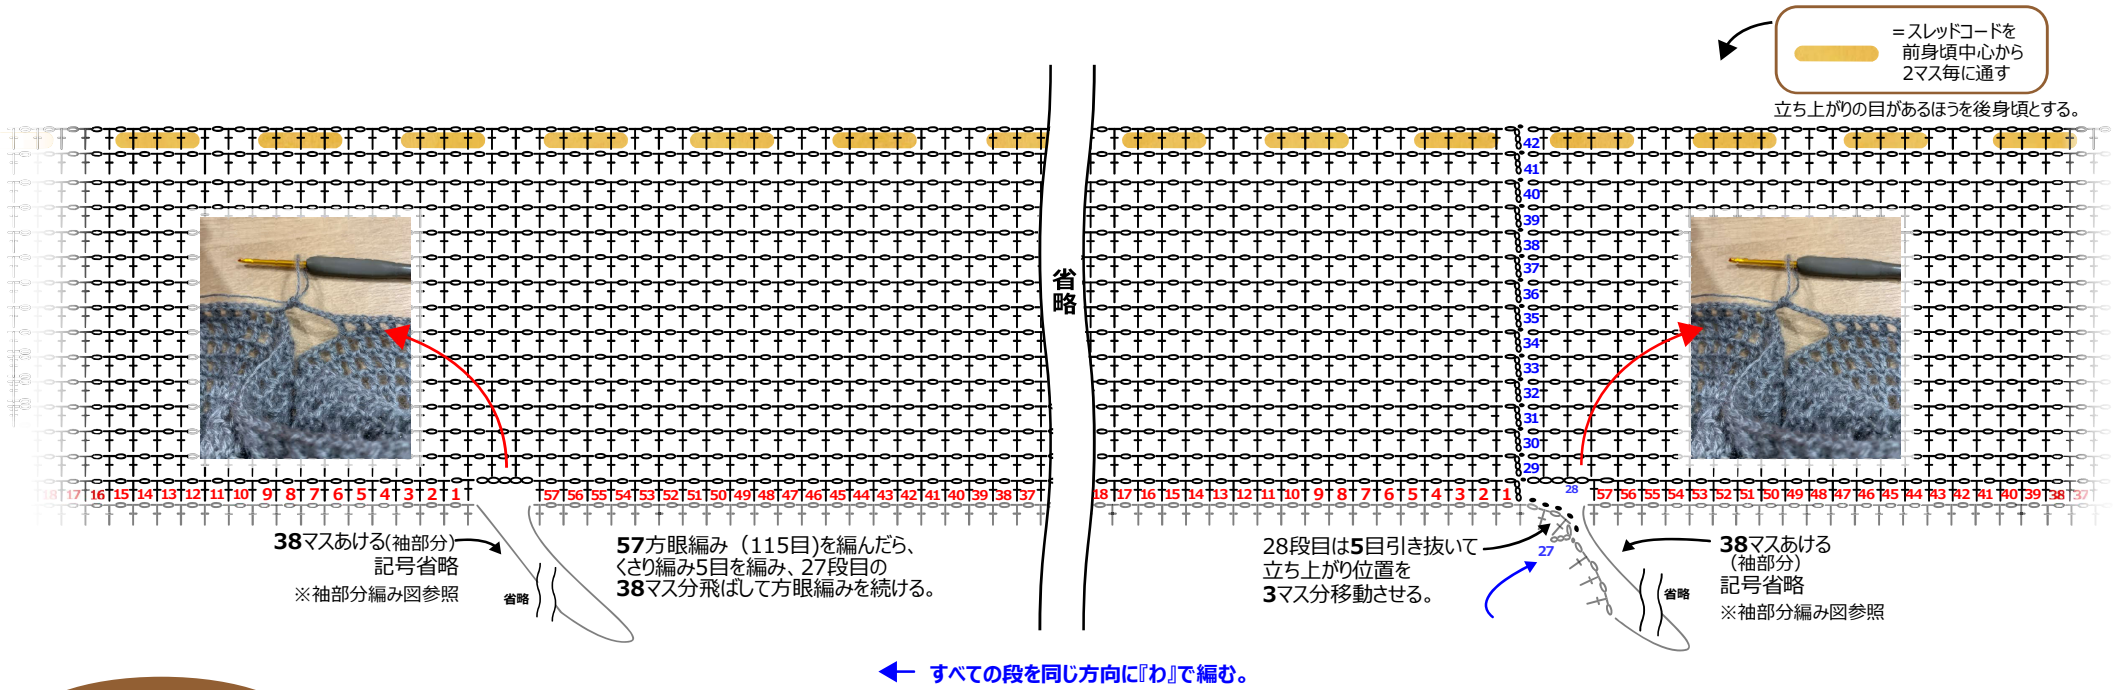 =スレッドコードを
前身頃中心から
2マス毎に通す
立ち上がりの目があるほうを後身頃とする。
42
41
40
39
38
37
36
35
34
33
32
31
30
29
28
27
省略
18 17 16 15 14 13 12 11 10 9 8 7 6 5 4 3 2 1
57 56 55 54 53 52 51 50 49 48 47 46 45 44 43 42 41 40 39 38 37
18 17 16 15 14 13 12 11 10 9 8 7 6 5 4 3 2 1
57 56 55 54 53 52 51 50 49 48 47 46 45 44 43 42 41 40 39 38 37
38マスあける(袖部分)
記号省略
※袖部分編み図参照
省略
57方眼編み (115目)を編んだら、
くさり編み5目を編み、27段目の
38マス分飛ばして方眼編みを続ける。
28段目は5目引き抜いて
立ち上がり位置を
3マス分移動させる。
省略
38マスあける
(袖部分)
記号省略
※袖部分編み図参照
すべての段を同じ方向に『わ』で編む。